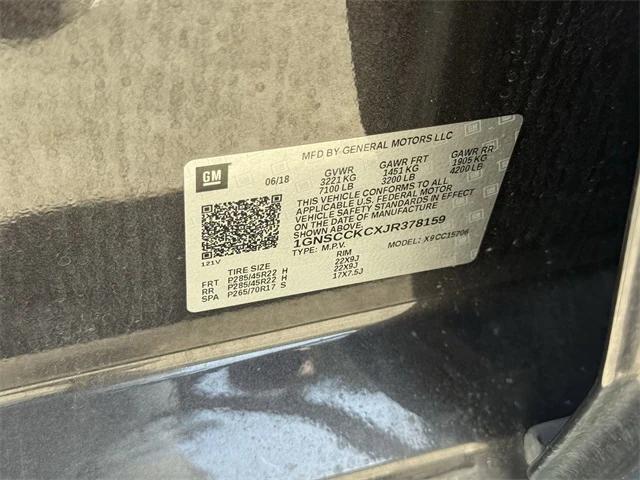 MFD BY GENERAL MOTORS LLC
GM
06/18
GVWR GAWR FRT GAWR RR
3221 KG 1451 KG 1905 KG
7100 LB 3200 LB 4200 LB
THIS VEHICLE CONFORMS TO ALL
APPLICABLE U.S. FEDERAL MOTOR
VEHICLE SAFETY STANDARDS IN EFFECT
ON THE DATE OF MANUFACTURE
1GNSCCKCXJR378159
TYPE: M.P.V. MODEL: X9CC15706
121V
TIRE SIZE RIM
FRT P285/45R22 H 22X9J
RR P285/45R22 H 22X9J
SPA P265/70R17 S 17X7.5J